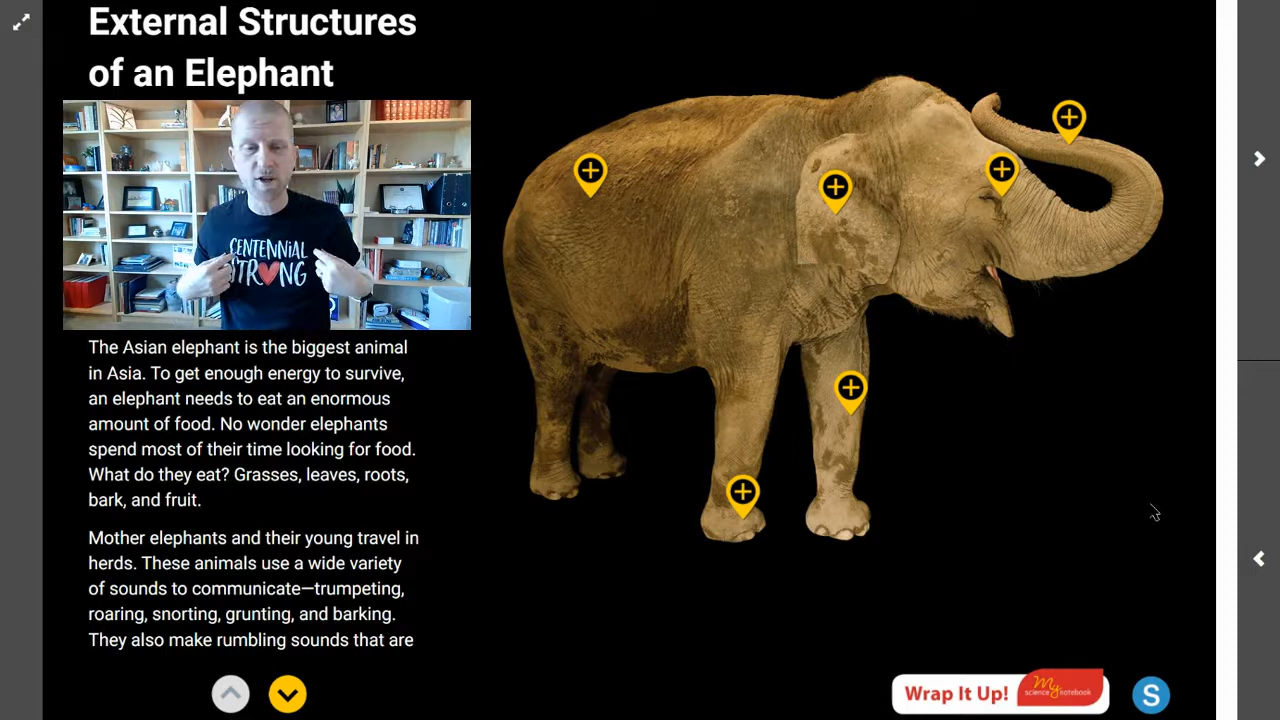 External Structures
of an Elephant
CENTENNIAL
STRONG
The Asian elephant is the biggest animal
in Asia. To get enough energy to survive,
an elephant needs to eat an enormous
amount of food. No wonder elephants
spend most of their time looking for food.
What do they eat? Grasses, leaves, roots,
bark, and fruit.
Mother elephants and their young travel in
herds. These animals use a wide variety
of sounds to communicate—trumpeting,
roaring, snorting, grunting, and barking.
They also make rumbling sounds that are
Wrap It Up!
My
science notebook
S